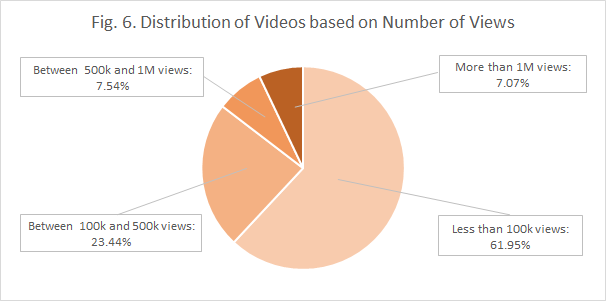 Fig. 6. Distribution of Videos based on Number of Views
Between  500k and 1M views:
7.54%
More than 1M views:
7.07%
Between  100k and 500k views:
23.44%
Less than 100k views:
61.95%